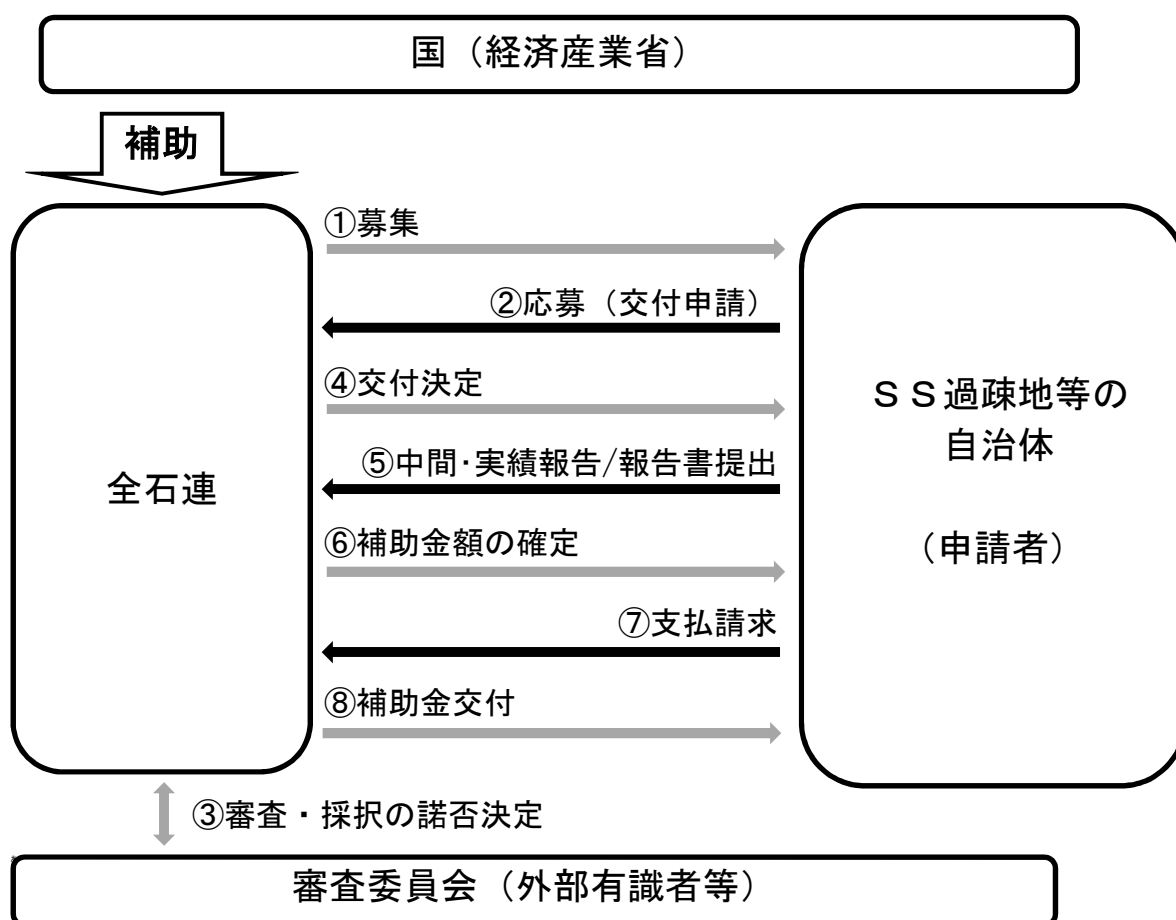 国（経済産業省）
補助
①募集
②応募（交付申請）
④交付決定
⑤中間・実績報告/報告書提出
⑥補助金額の確定
⑦支払請求
⑧補助金交付
全石連
ＳＳ過疎地等の
自治体
（申請者）
③審査・採択の諾否決定
審査委員会（外部有識者等）